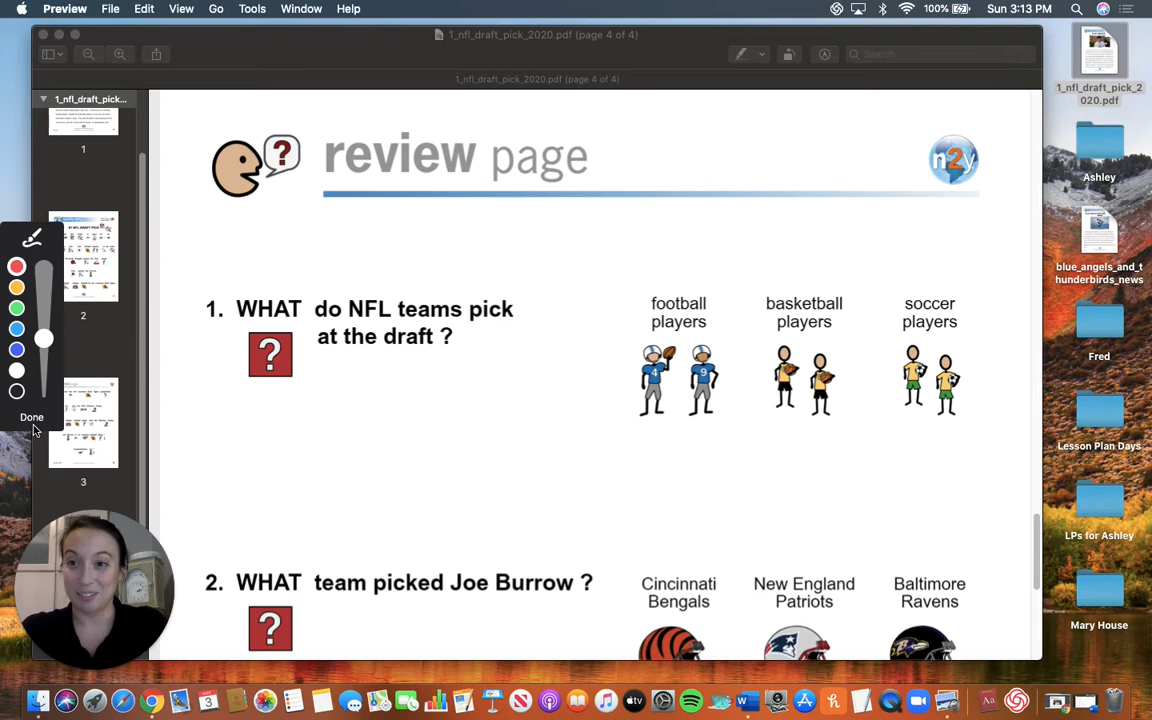 Preview File Edit View Go Tools Window Help 100% Sun 3:13 PM
1_nfl_draft_pick_2020.pdf (page 4 of 4)
Search
1_nfl_draft_pick_2020.pdf (page 4 of 4)
1_nfl_draft_pick...
1
2
3
Done
review page
n2y
1. WHAT do NFL teams pick
at the draft ?
?
football
players
basketball
players
soccer
players
4
9
2. WHAT team picked Joe Burrow ?
?
Cincinnati
Bengals
New England
Patriots
Baltimore
Ravens
1_nfl_draft_pick_2
020.pdf
Ashley
blue_angels_and_t
hunderbirds_news
Fred
Lesson Plan Days
LPs for Ashley
Mary House